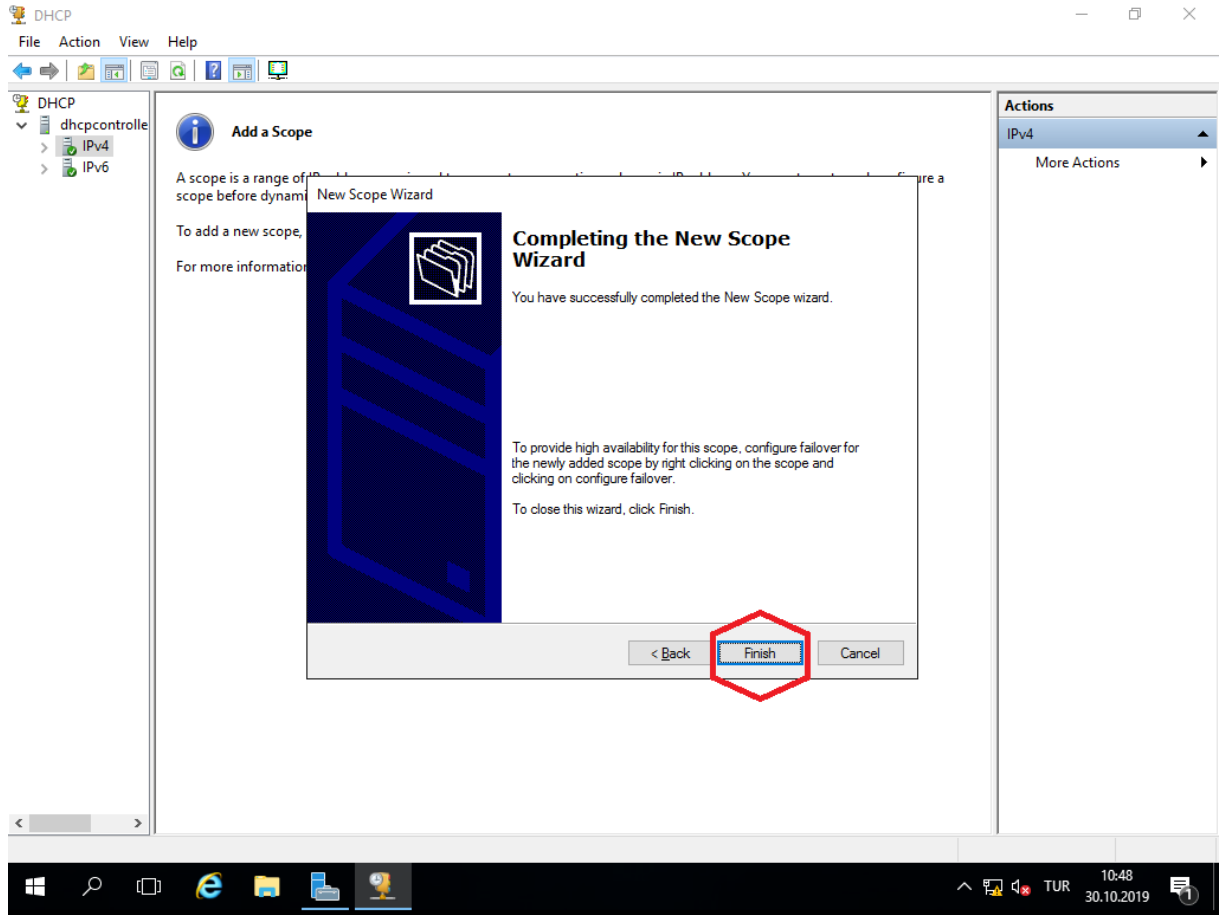 DHCP
File Action View Help
DHCP
dhcpcontrolle
IPv4
IPv6
Add a Scope
A scope is a range of
ure a
scope before dynami
To add a new scope,
For more information
New Scope Wizard
Completing the New Scope
Wizard
You have successfully completed the New Scope wizard.
To provide high availability for this scope, configure failover for
the newly added scope by right clicking on the scope and
clicking on configure failover.
To close this wizard, click Finish.
< Back Finish Cancel
Actions
IPv4
More Actions
TUR
10:48
30.10.2019
1